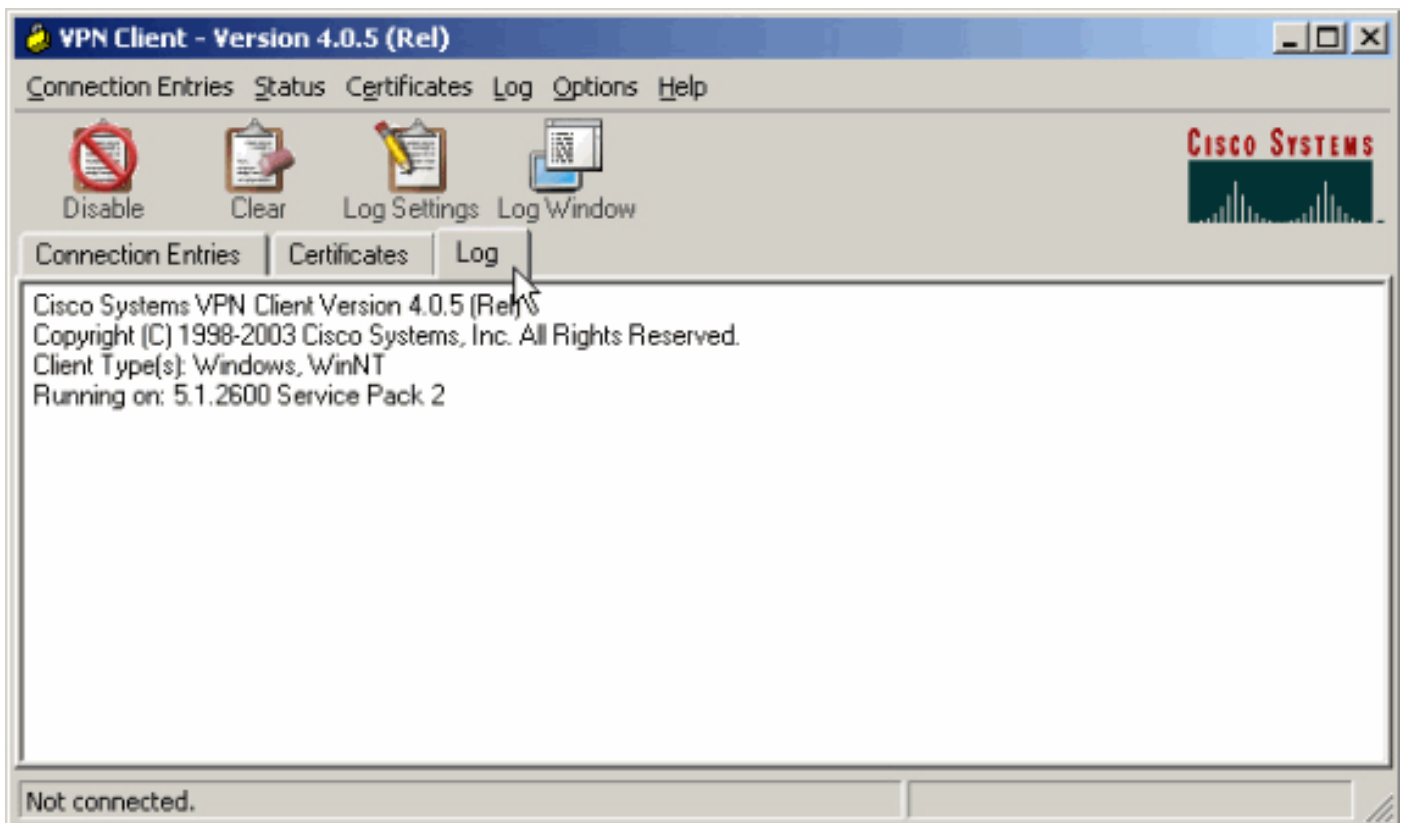 VPN Client - Version 4.0.5 (Rel)
Connection Entries Status Certificates Log Options Help
Disable Clear Log Settings Log Window
CISCO SYSTEMS
Connection Entries Certificates Log
Cisco Systems VPN Client Version 4.0.5 (Rel)
Copyright (C) 1998-2003 Cisco Systems, Inc. All Rights Reserved.
Client Type(s): Windows, WinNT
Running on: 5.1.2600 Service Pack 2
Not connected.